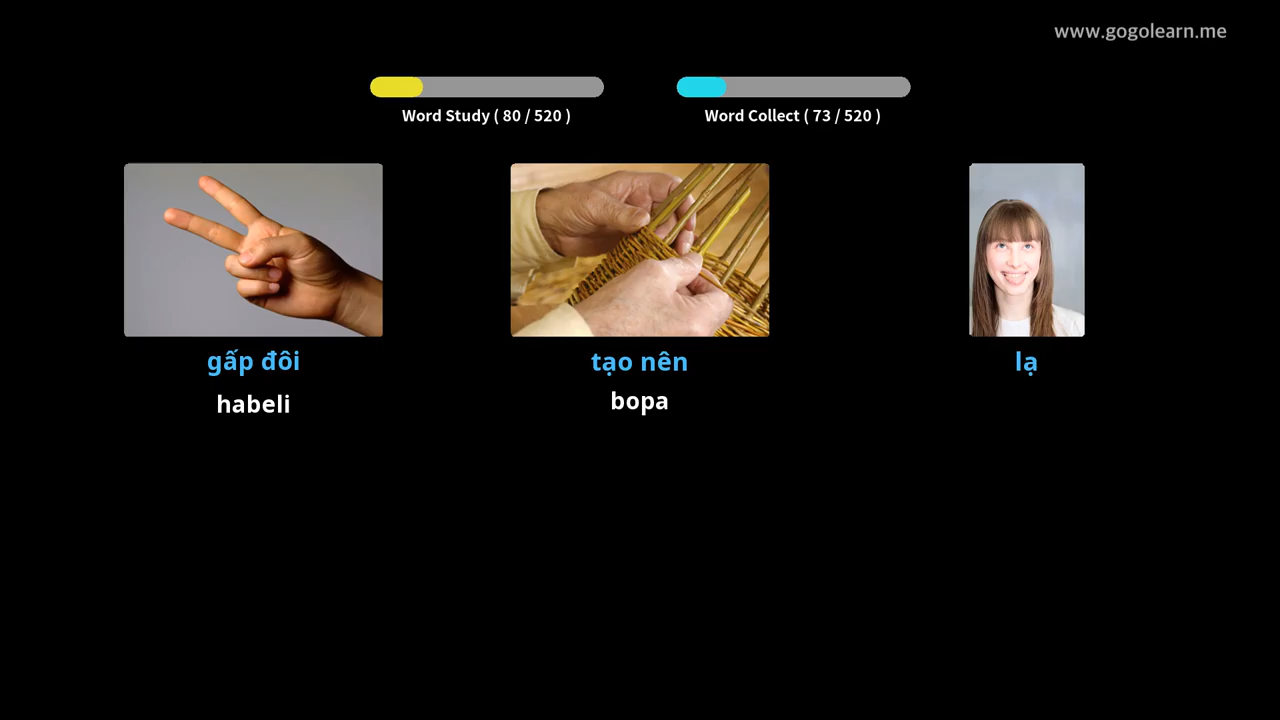 www.gogolearn.me
Word Study ( 80 / 520 )
Word Collect ( 73 / 520 )
gấp đôi
tạo nên
lạ
habeli
bopa